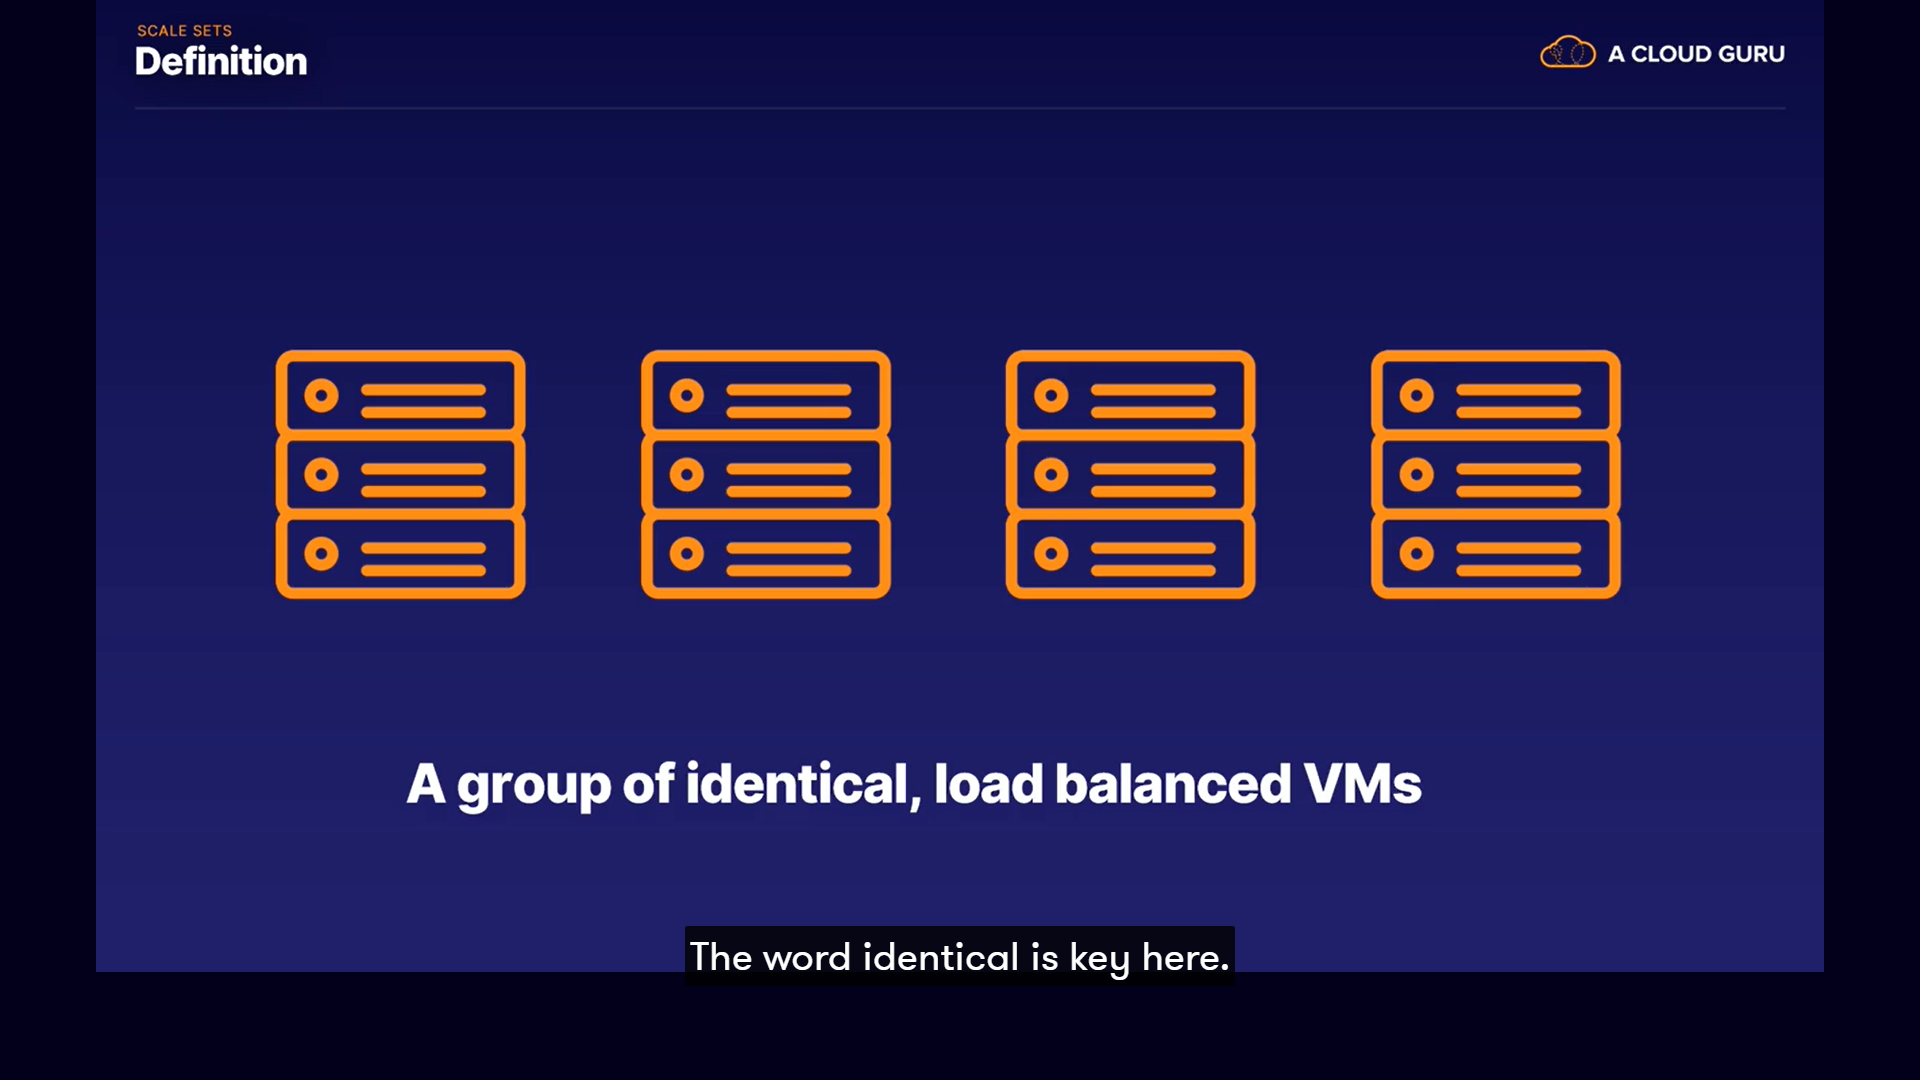 SCALE SETS
Definition
A CLOUD GURU
A group of identical, load balanced VMs
The word identical is key here.